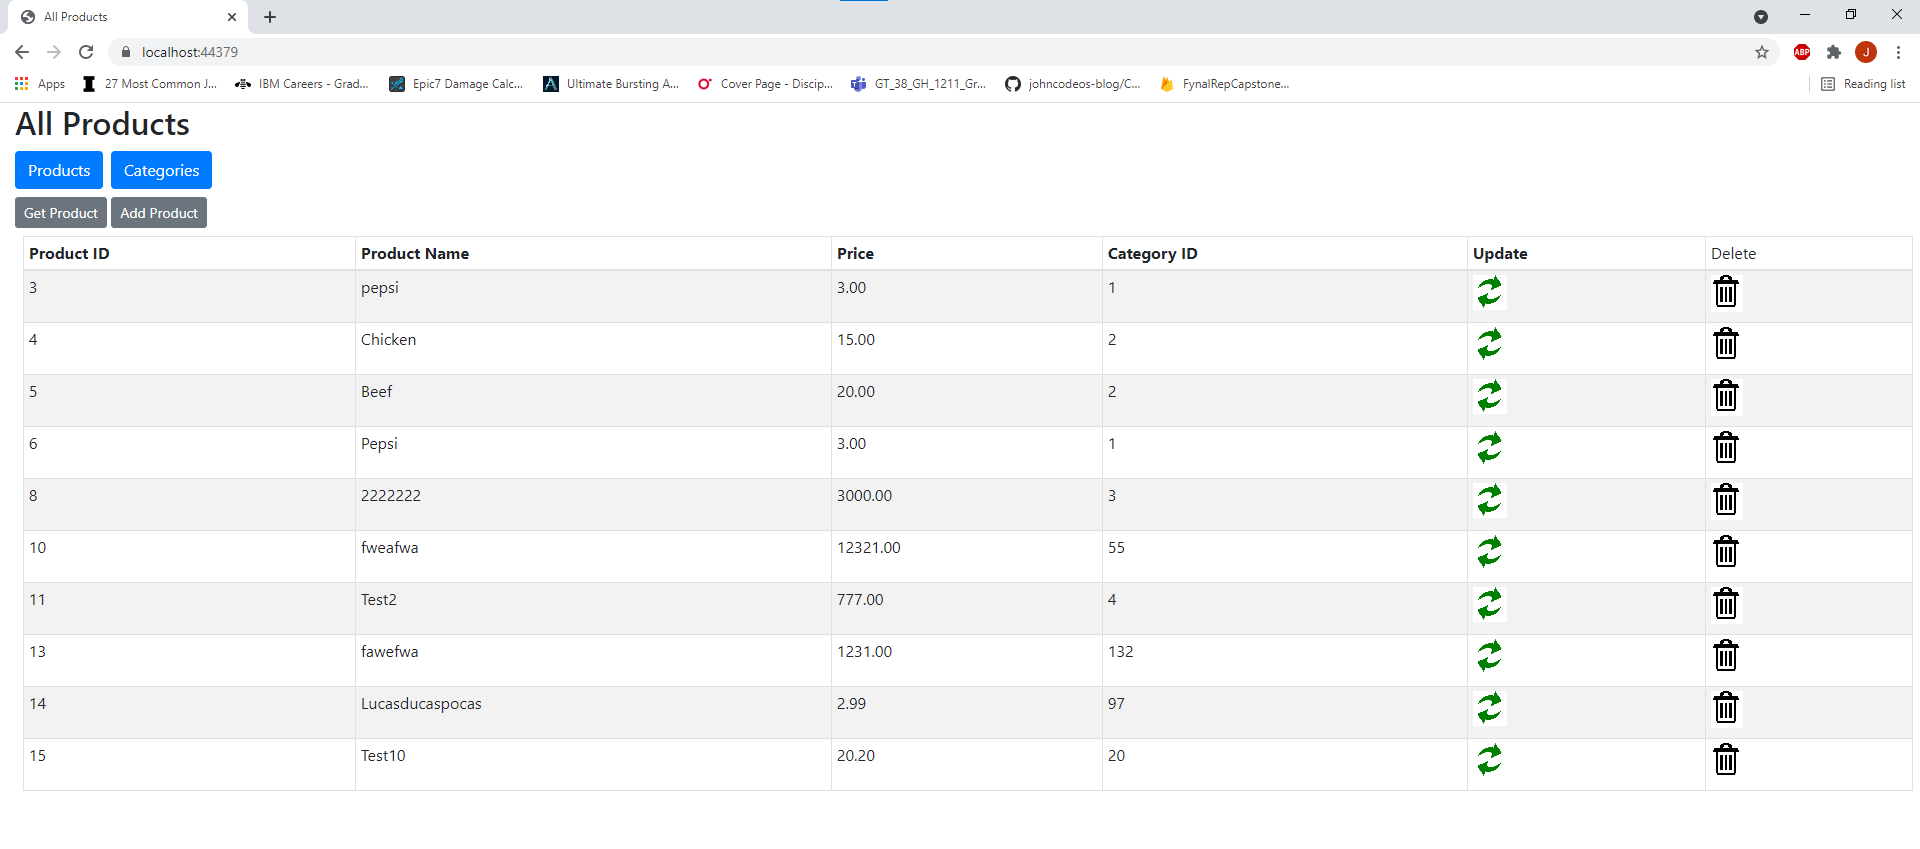 All Products
localhost:44379
ABP
J
Apps 27 Most Common J... IBM Careers - Grad... Epic7 Damage Calc... Ultimate Bursting A... Cover Page - Discip... GT_38_GH_1211_Gr... johncodeos-blog/C... FynalRepCapstone... Reading list
All Products
Products Categories
Get Product Add Product
Product ID Product Name Price Category ID Update Delete
3 pepsi 3.00 1
4 Chicken 15.00 2
5 Beef 20.00 2
6 Pepsi 3.00 1
8 2222222 3000.00 3
10 fweafwa 12321.00 55
11 Test2 777.00 4
13 fawefwa 1231.00 132
14 Lucasducaspocas 2.99 97
15 Test10 20.20 20